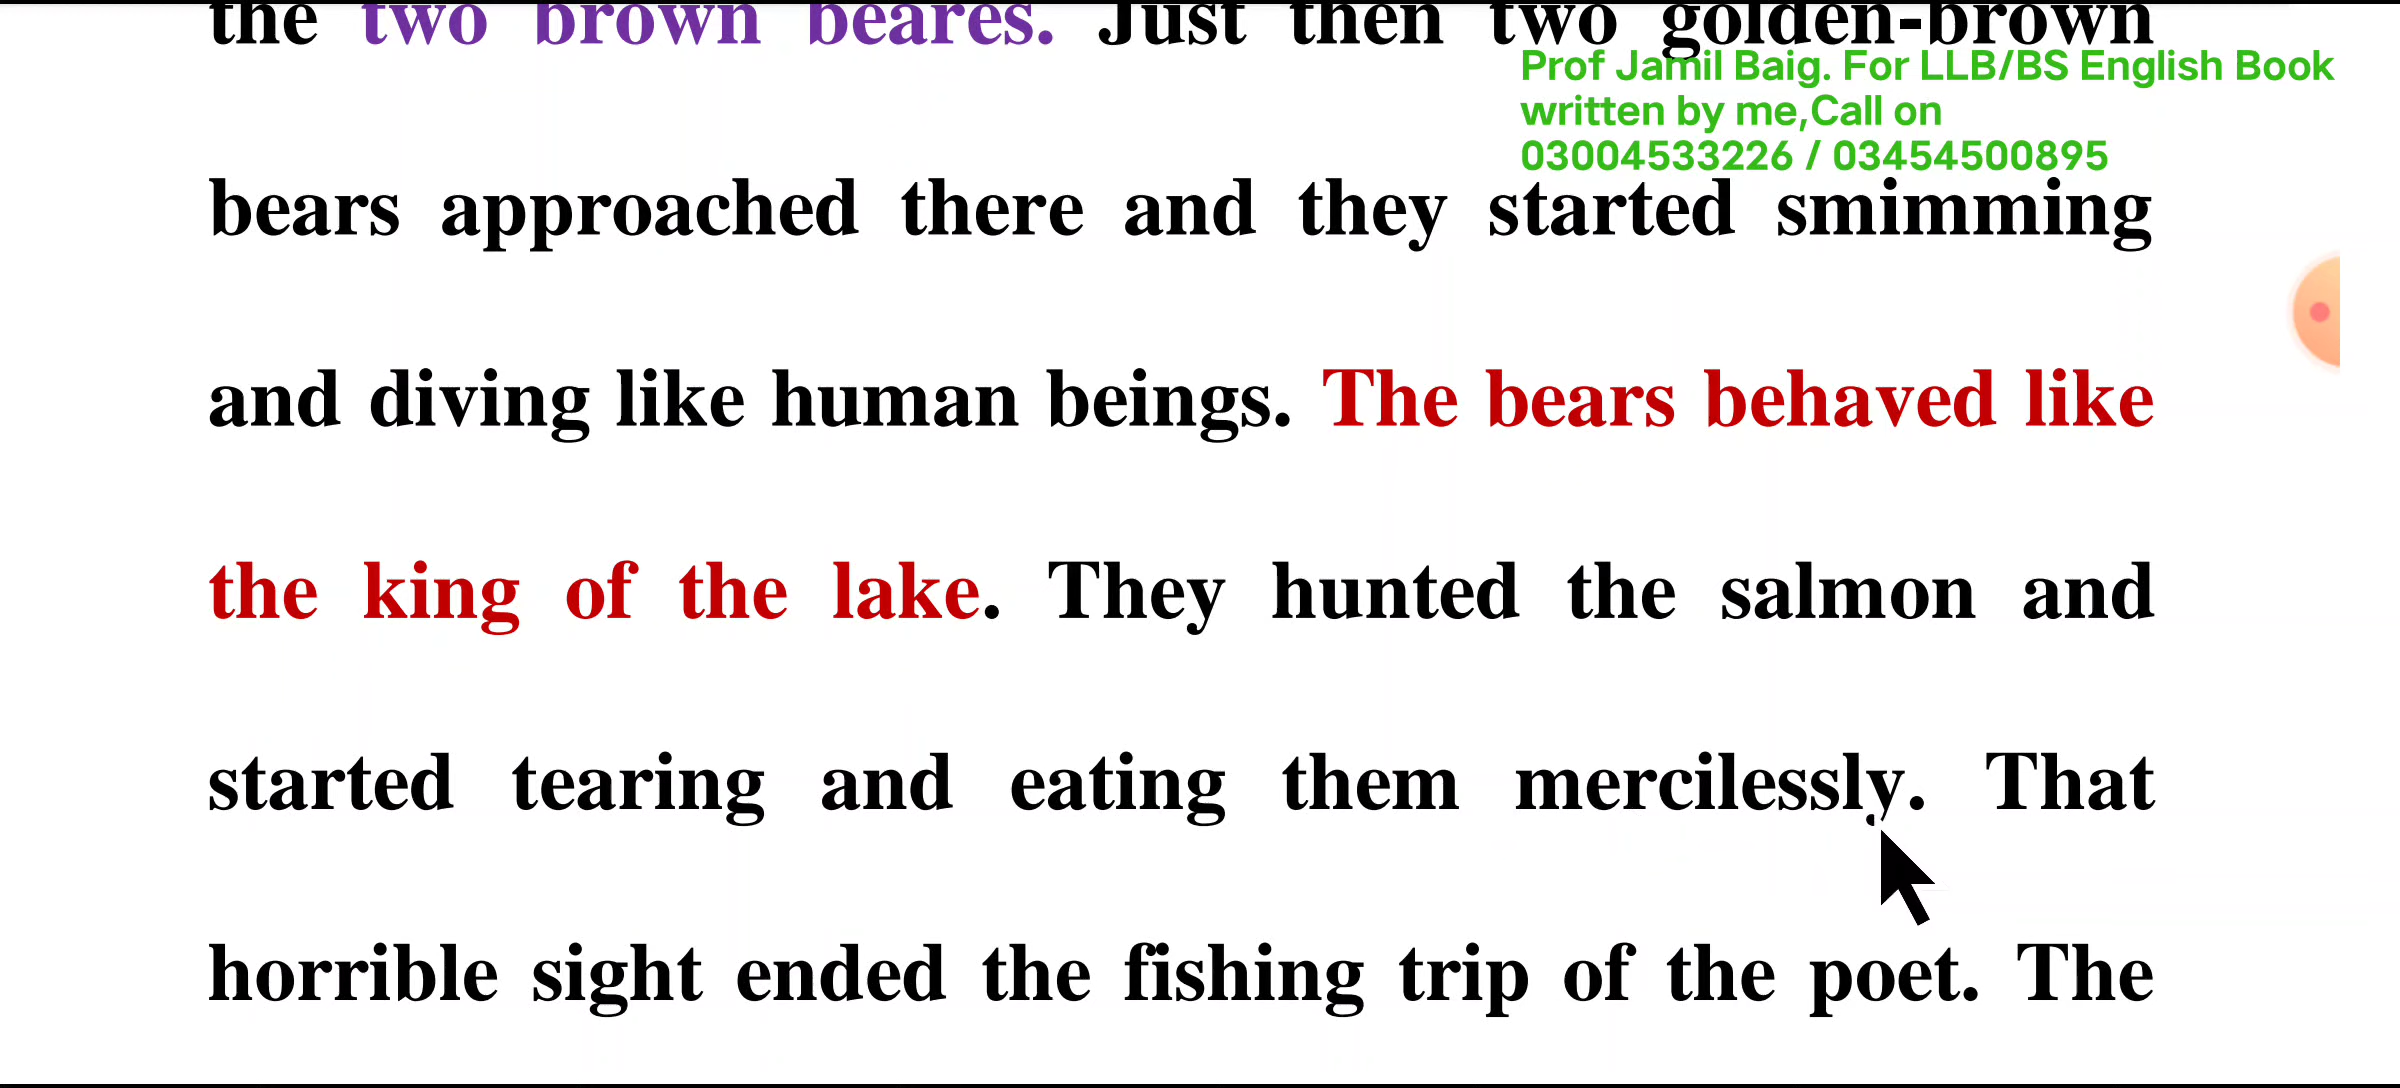 the two brown beares. Just then two golden-brown
Prof Jamil Baig. For LLB/BS English Book
written by me,Call on
03004533226 / 03454500895
bears approached there and they started smimming
and diving like human beings. The bears behaved like
the king of the lake. They hunted the salmon and
started tearing and eating them mercilessly. That
horrible sight ended the fishing trip of the poet. The